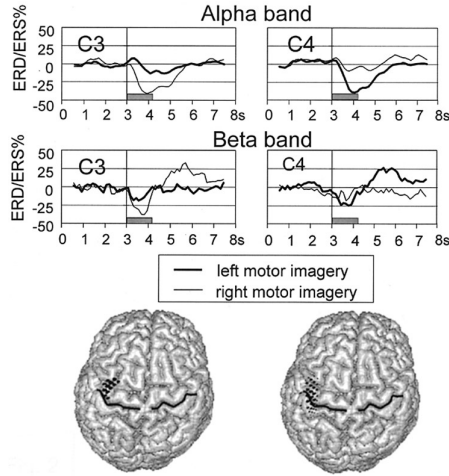 Alpha band
ERD/ERS%
50
25
0
-25
-50
C3
0 1 2 3 4 5 6 7 8s
C4
0 1 2 3 4 5 6 7 8s
Beta band
ERD/ERS%
50
25
0
-25
-50
C3
0 1 2 3 4 5 6 7 8s
C4
0 1 2 3 4 5 6 7 8s
left motor imagery
right motor imagery